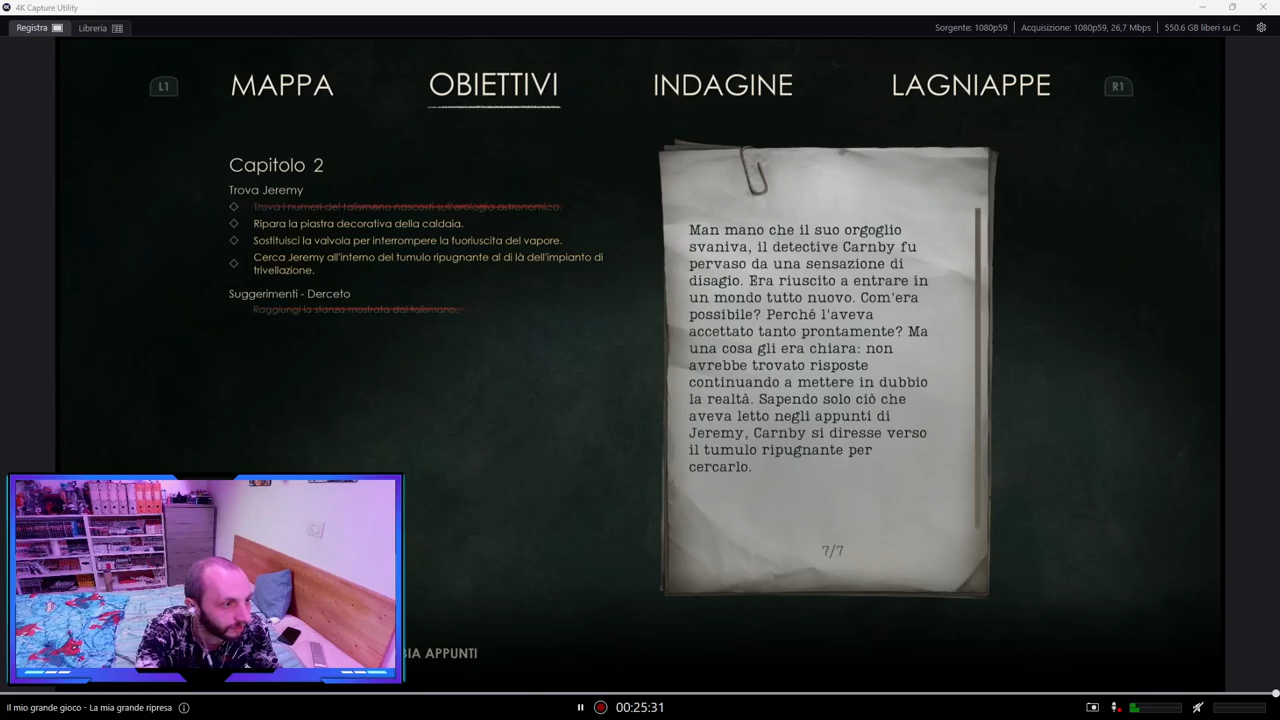 4K Capture Utility
Registra
Libreria
Sorgente: 1080p59
Acquisizione: 1080p59, 26,7 Mbps
550.6 GB liberi su C:
L1
MAPPA
OBIETTIVI
INDAGINE
LAGNIAPPE
R1
Capitolo 2
Trova Jeremy
Trova i numeri del talismano nascosti sull'orologio astronomico.
Ripara la piastra decorativa della caldaia.
Sostituisci la valvola per interrompere la fuoriuscita del vapore.
Cerca Jeremy all'interno del tumulo ripugnante al di là dell'impianto di
trivellazione.
Suggerimenti - Derceto
Raggiungi la stanza mostrata dal talismano.
Man mano che il suo orgoglio
svaniva, il detective Carnby fu
pervaso da una sensazione di
disagio. Era riuscito a entrare in
un mondo tutto nuovo. Com'era
possibile? Perché l'aveva
accettato tanto prontamente? Ma
una cosa gli era chiara: non
avrebbe trovato risposte
continuando a mettere in dubbio
la realtà. Sapendo solo ciò che
aveva letto negli appunti di
Jeremy, Carnby si diresse verso
il tumulo ripugnante per
cercarlo.
7/7
APPUNTI
Il mio grande gioco - La mia grande ripresa
00:25:31